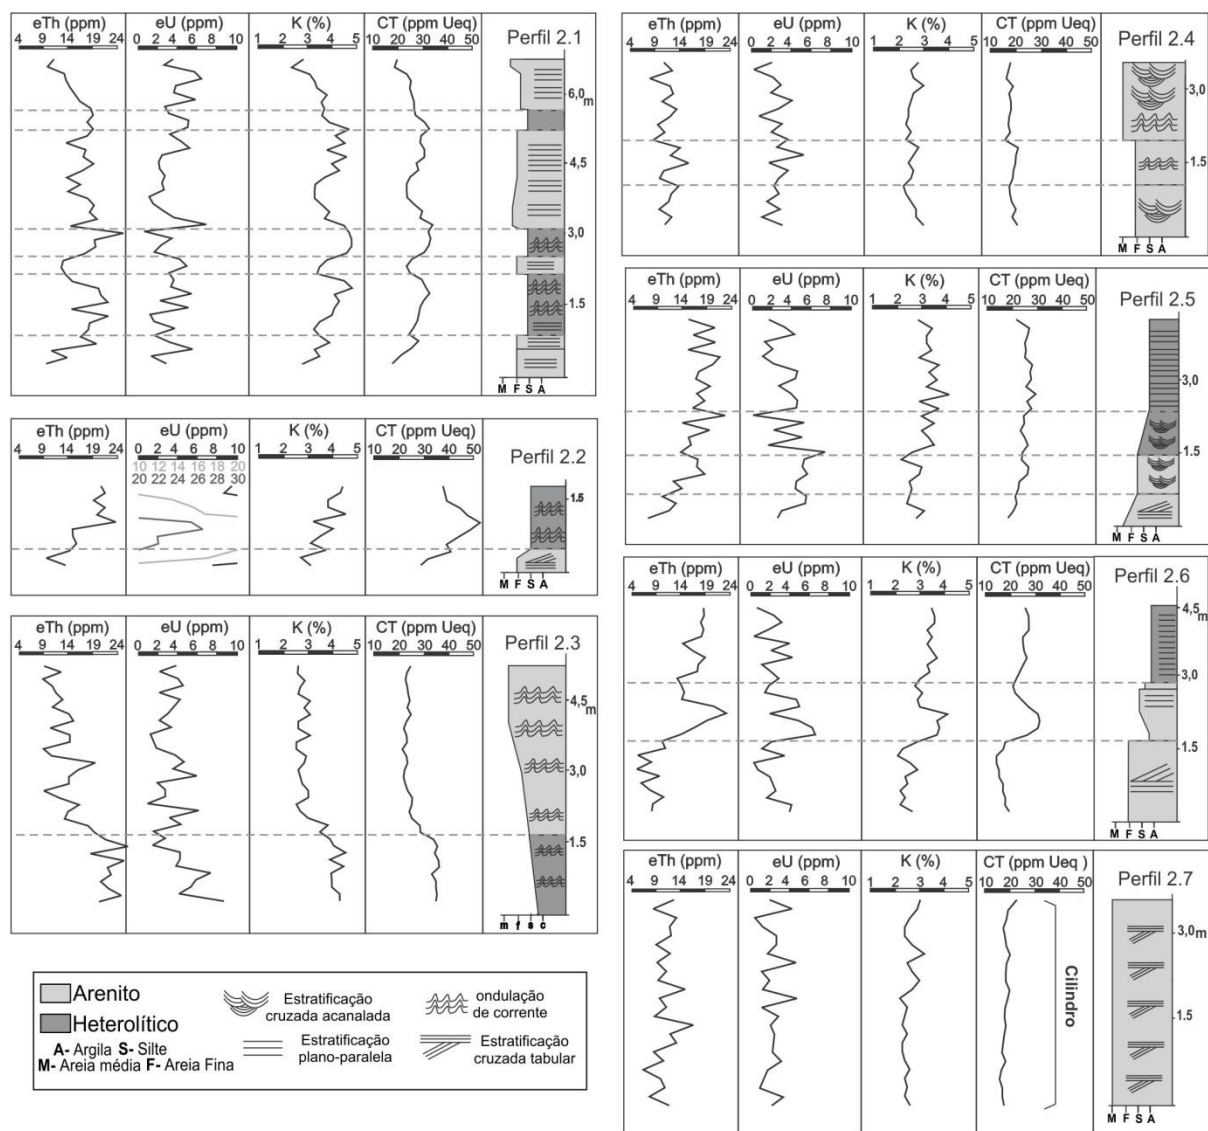 eTh (ppm) eU (ppm) K (%) CT (ppm Ueq)
4 9 14 19 24 0 2 4 6 8 10 1 2 3 4 5 10 20 30 40 50
Perfil 2.1
6,0m
4,5
3,0
1,5
M F S A
eTh (ppm) eU (ppm) K (%) CT (ppm Ueq)
4 9 14 19 24 0 2 4 6 8 10 1 2 3 4 5 10 20 30 40 50
10 12 14 16 18 20
20 22 24 26 28 30
Perfil 2.2
1.5
M F S A
eTh (ppm) eU (ppm) K (%) CT (ppm Ueq)
4 9 14 19 24 0 2 4 6 8 10 1 2 3 4 5 10 20 30 40 50
Perfil 2.3
4,5m
3,0
1,5
m f s c
Arenito
Heterolítico
A- Argila S- Silte
M- Areia média F- Areia Fina
Estratificação
cruzada acanalada
Estratificação
plano-paralela
ondulação
de corrente
Estratificação
cruzada tabular
eTh (ppm) eU (ppm) K (%) CT (ppm Ueq)
4 9 14 19 24 0 2 4 6 8 10 1 2 3 4 5 10 20 30 40 50
Perfil 2.4
3,0
1.5
M F S A
eTh (ppm) eU (ppm) K (%) CT (ppm Ueq)
4 9 14 19 24 0 2 4 6 8 10 1 2 3 4 5 10 20 30 40 50
Perfil 2.5
3,0
1.5
M F S A
eTh (ppm) eU (ppm) K (%) CT (ppm Ueq)
4 9 14 19 24 0 2 4 6 8 10 1 2 3 4 5 10 20 30 40 50
Perfil 2.6
4,5m
3,0
1.5
M F S A
eTh (ppm) eU (ppm) K (%) CT (ppm Ueq )
4 9 14 19 24 0 2 4 6 8 10 1 2 3 4 5 10 20 30 40 50
Perfil 2.7
Cilindro
3,0m
1.5
M F S A